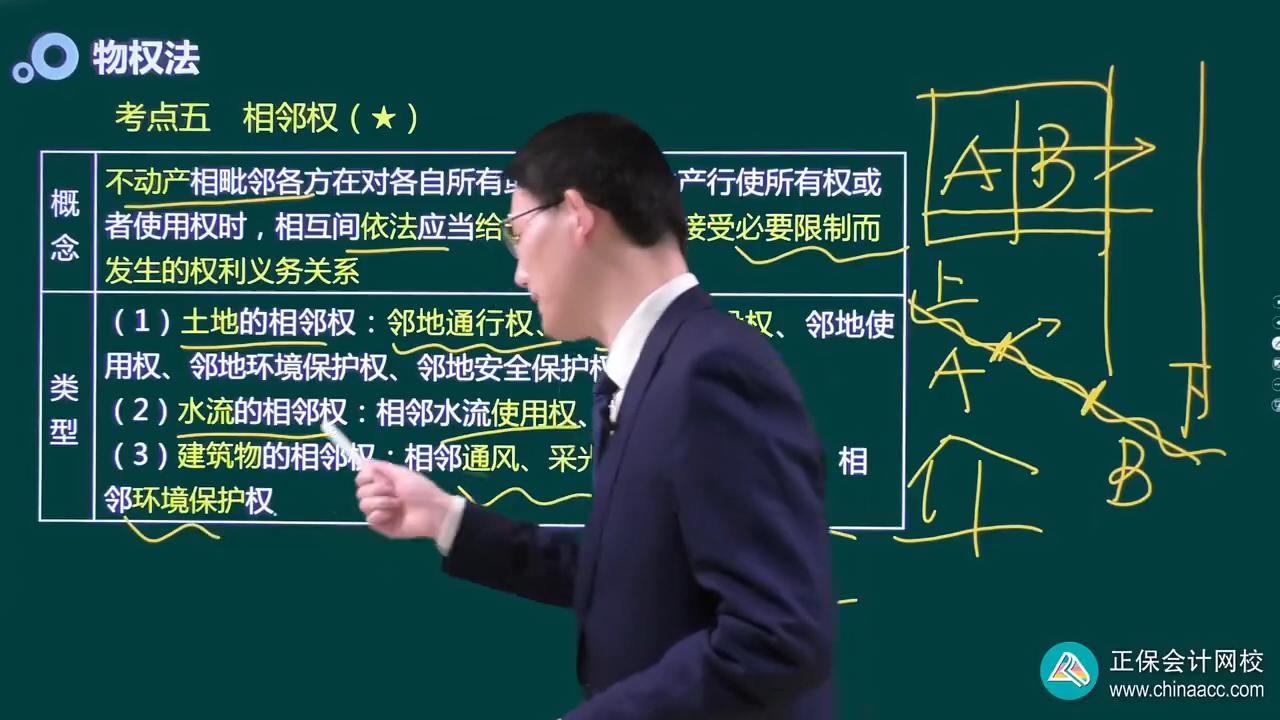 物权法
考点五 相邻权（★）
概念
不动产相毗邻各方在对各自所有 产行使所有权或
者使用权时，相互间依法应当给 接受必要限制而
发生的权利义务关系
类型
（1）土地的相邻权：邻地通行权、 权、邻地使
用权、邻地环境保护权、邻地安全保护权
（2）水流的相邻权：相邻水流使用权、
（3）建筑物的相邻权：相邻通风、采光 相
邻环境保护权
A B
上
A
下
B
正保会计网校
www.chinaacc.com